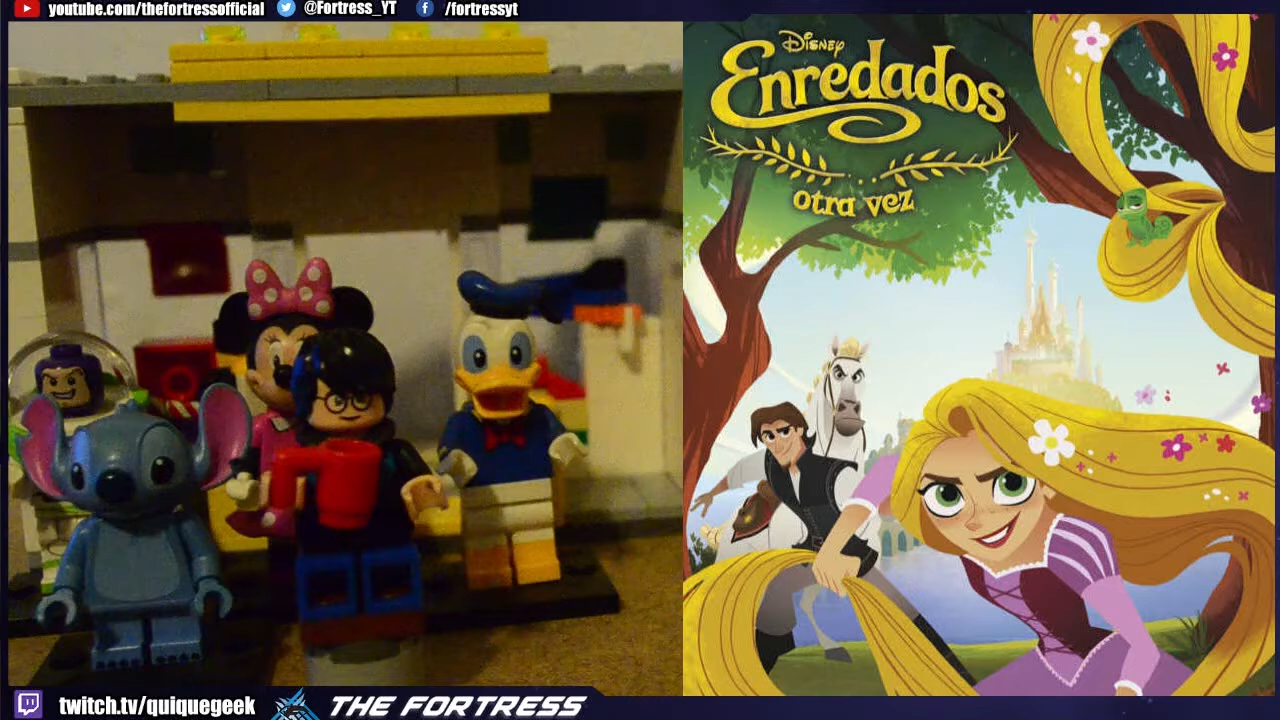 youtube.com/thefortressofficial @Fortress_YT /fortressyt
Disney
Enredados
otra vez
twitch.tv/quiquegeek THE FORTRESS